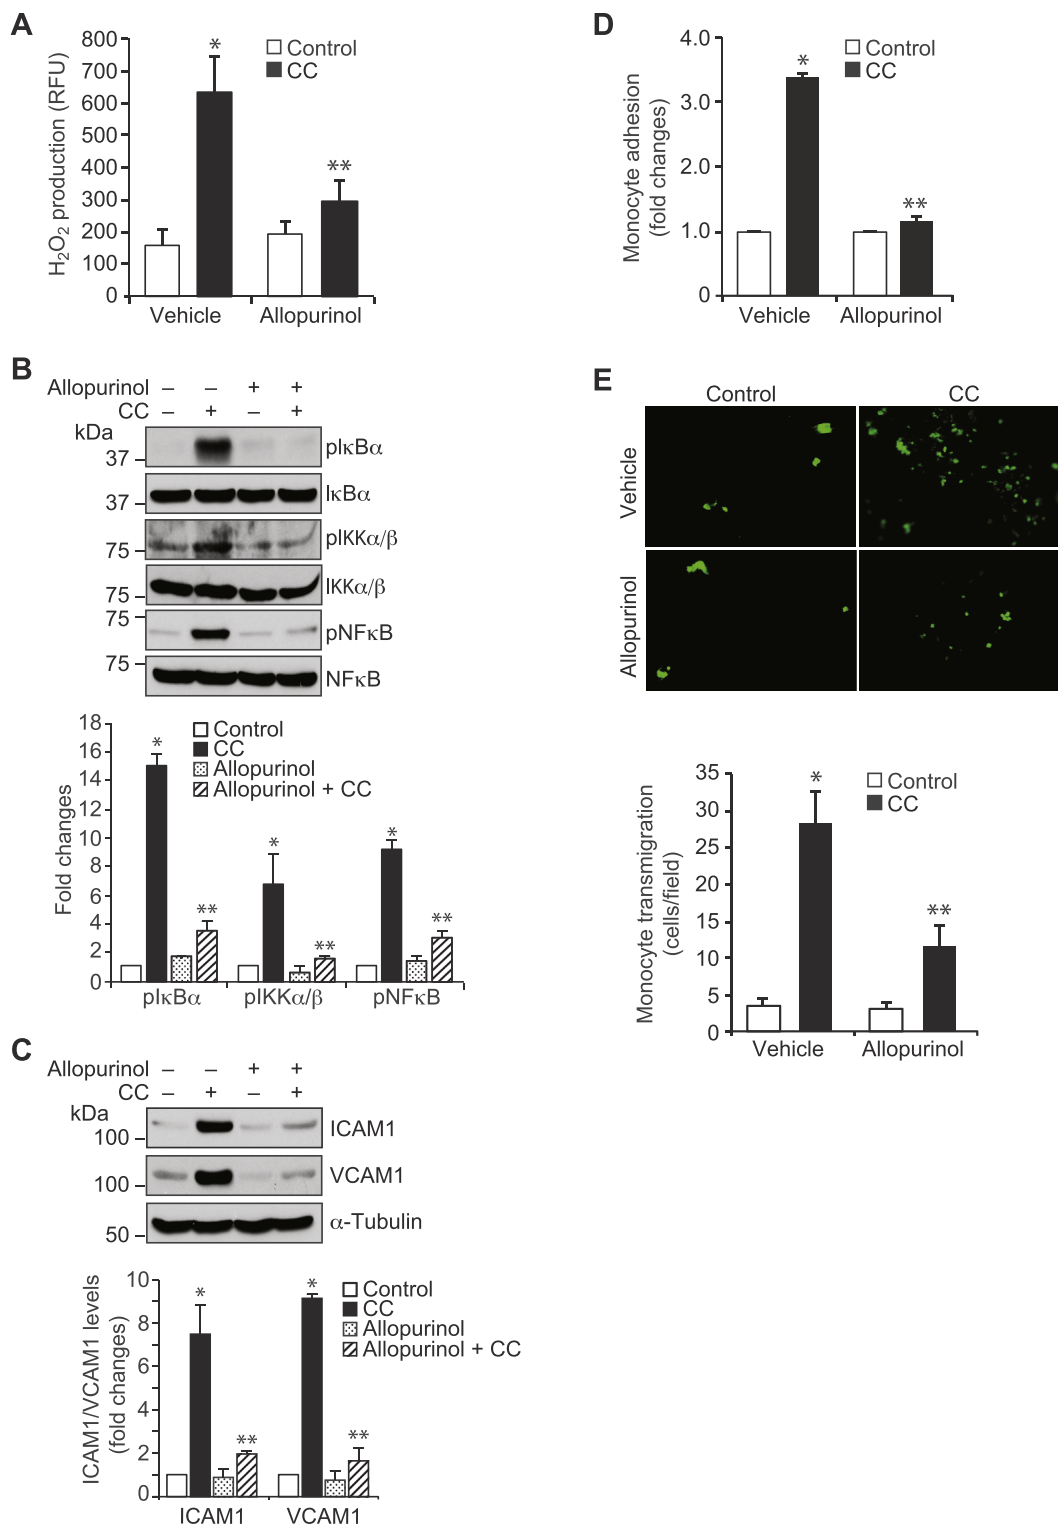 A
800
700
600
500
400
300
200
100
0
H2O2 production (RFU)
Control
CC
*
**
Vehicle
Allopurinol
B
Allopurinol – – + +
CC – + – +
kDa
37
pIκBα
37
IκBα
75
pIKKα/β
75
IKKα/β
75
pNFκB
75
NFκB
18
16
14
12
10
8
6
4
2
0
Fold changes
Control
CC
Allopurinol
Allopurinol + CC
*
**
*
**
*
**
pIκBα
pIKKα/β
pNFκB
C
Allopurinol – – + +
CC – + – +
kDa
100
ICAM1
100
VCAM1
50
α-Tubulin
10
8
6
4
2
0
ICAM1/VCAM1 levels
(fold changes)
Control
CC
Allopurinol
Allopurinol + CC
*
**
*
**
ICAM1
VCAM1
D
4.0
3.0
2.0
1.0
0
Monocyte adhesion
(fold changes)
Control
CC
*
**
Vehicle
Allopurinol
E
Control
CC
Vehicle
Allopurinol
35
30
25
20
15
10
5
0
Monocyte transmigration
(cells/field)
Control
CC
*
**
Vehicle
Allopurinol